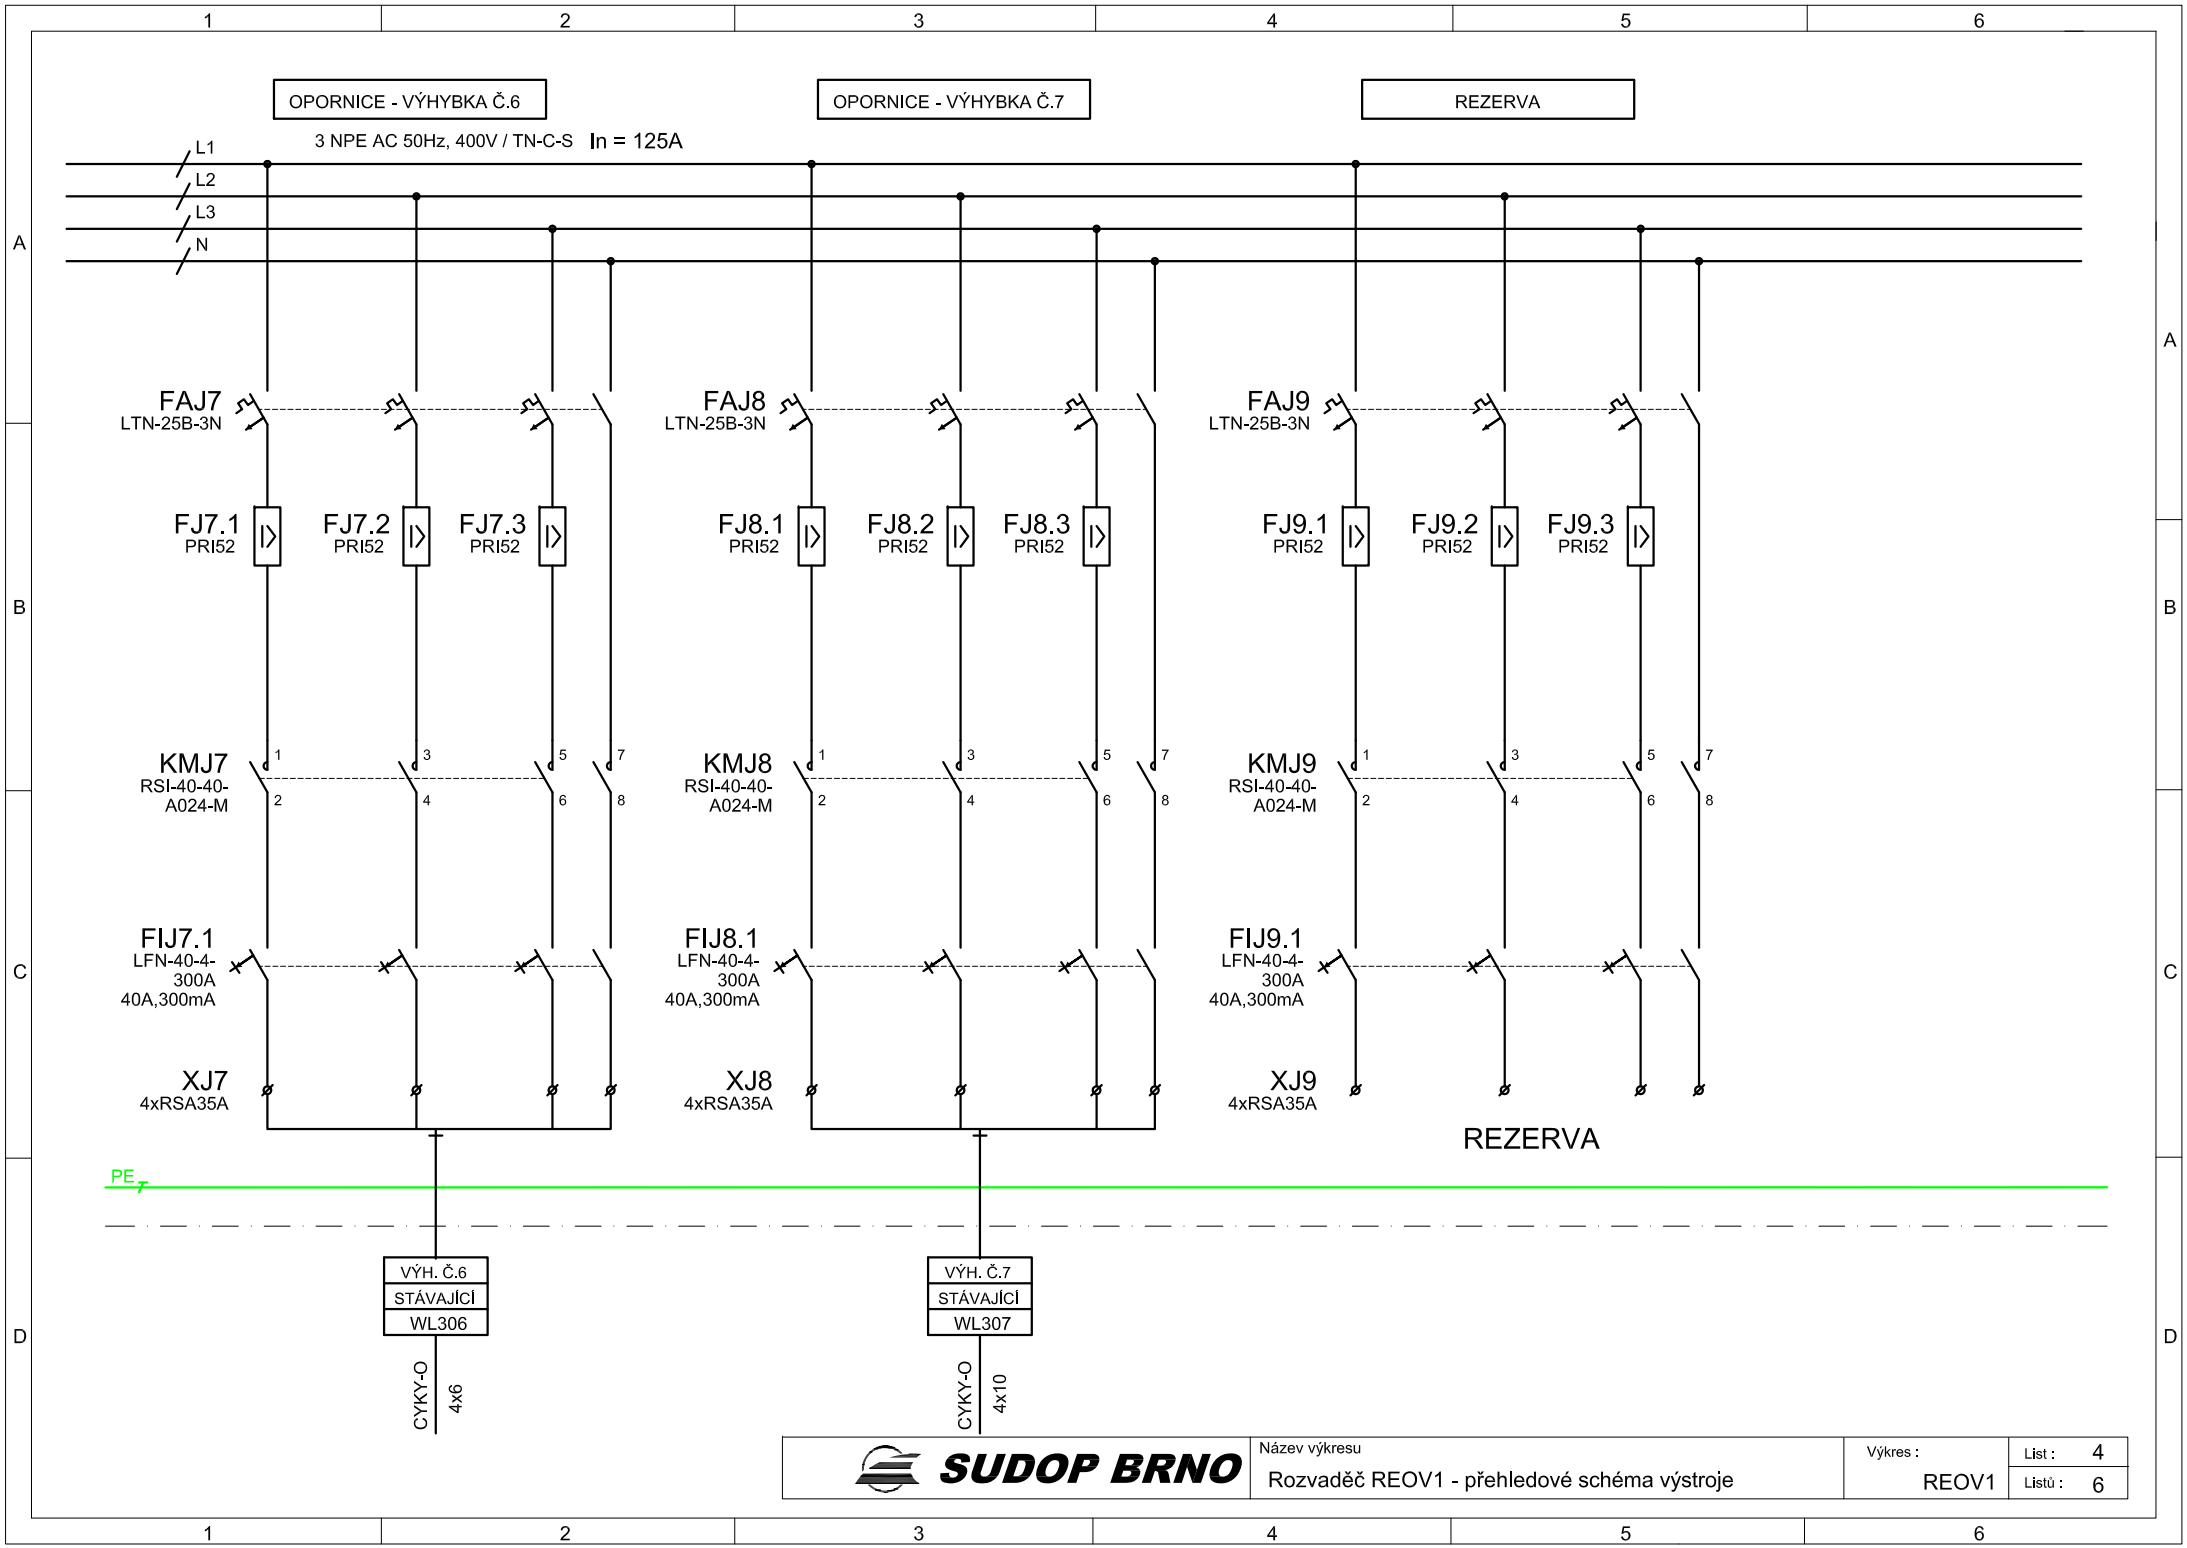 1 2 3 4 5 6
OPORNICE - VÝHYBKA Č.6 OPORNICE - VÝHYBKA Č.7 REZERVA
3 NPE AC 50Hz, 400V / TN-C-S In = 125A
L1
L2
L3
N
A A
FAJ7 FAJ8 FAJ9
LTN-25B-3N LTN-25B-3N LTN-25B-3N
FJ7.1 FJ7.2 FJ7.3 FJ8.1 FJ8.2 FJ8.3 FJ9.1 FJ9.2 FJ9.3
PRI52 PRI52 PRI52 PRI52 PRI52 PRI52 PRI52 PRI52 PRI52
B B
1 3 5 7 1 3 5 7 1 3 5 7
KMJ7 KMJ8 KMJ9
RSI-40-40- RSI-40-40- RSI-40-40-
A024-M A024-M A024-M
2 4 6 8 2 4 6 8 2 4 6 8
FIJ7.1 FIJ8.1 FIJ9.1
LFN-40-4- LFN-40-4- LFN-40-4-
300A 300A 300A
40A,300mA 40A,300mA 40A,300mA
C C
XJ7 XJ8 XJ9
4xRSA35A 4xRSA35A 4xRSA35A
REZERVA
PE
VÝH. Č.6 VÝH. Č.7
STÁVAJÍCÍ STÁVAJÍCÍ
WL306 WL307
D D
CYKY-O CYKY-O
4x6 4x10
SUDOP BRNO
Název výkresu
Rozvaděč REOV1 - přehledové schéma výstroje
Výkres :
REOV1
List : 4
Listů : 6
1 2 3 4 5 6